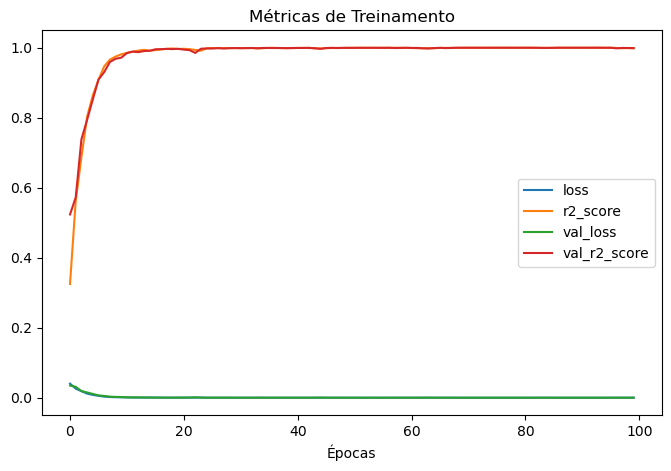 Métricas de Treinamento
1.0
0.8
0.6
0.4
0.2
0.0
loss
r2_score
val_loss
val_r2_score
0 20 40 60 80 100
Épocas